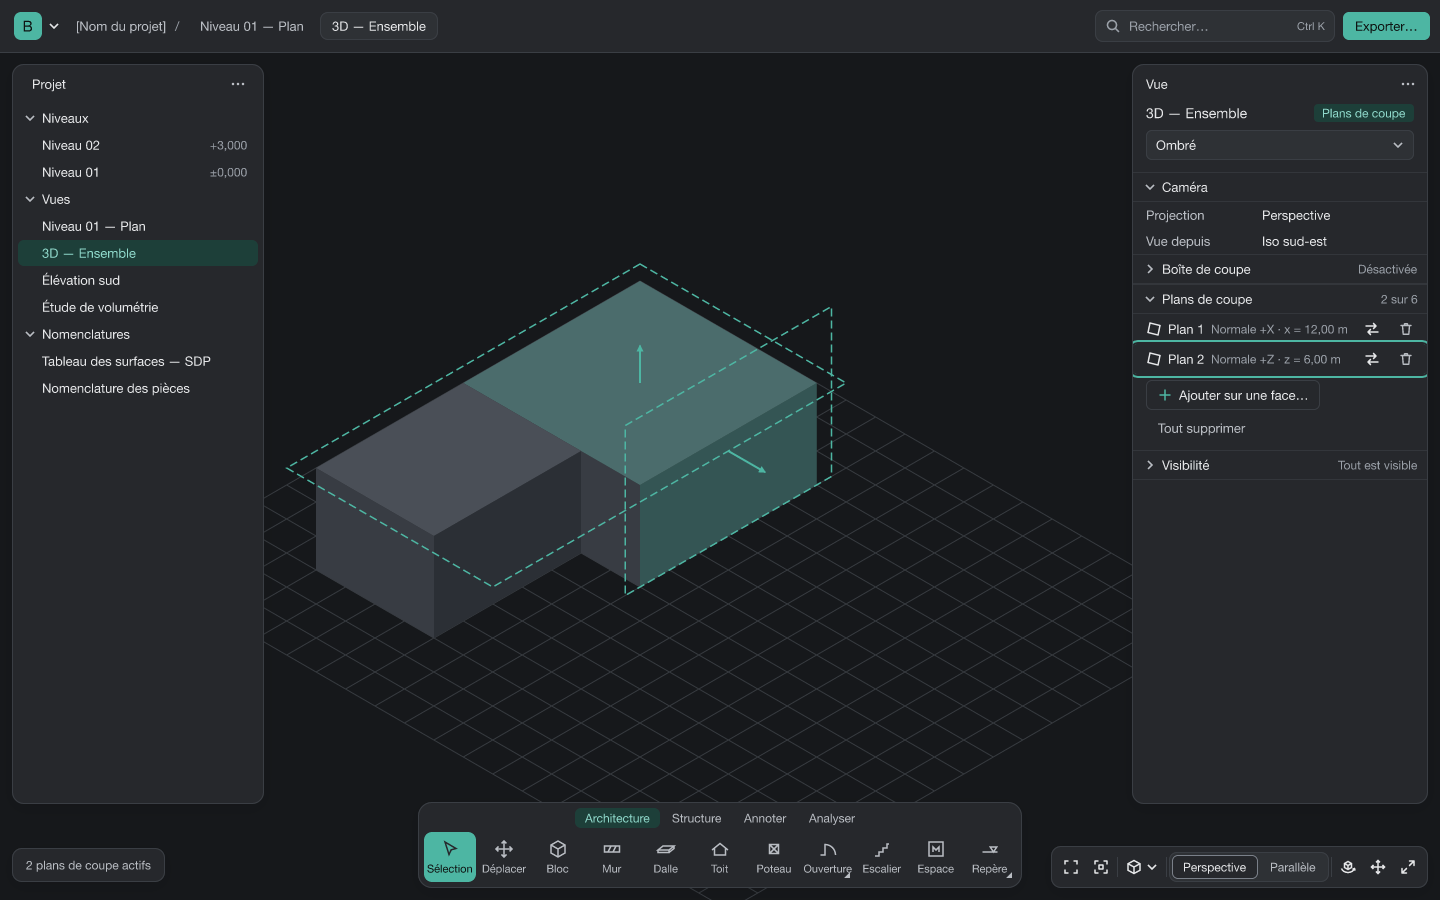 B [Nom du projet] / Niveau 01 — Plan 3D — Ensemble Rechercher… Ctrl K Exporter…
Projet
Niveaux
Niveau 02 +3,000
Niveau 01 ±0,000
Vues
Niveau 01 — Plan
3D — Ensemble
Élévation sud
Étude de volumétrie
Nomenclatures
Tableau des surfaces — SDP
Nomenclature des pièces
Vue
3D — Ensemble Plans de coupe
Ombré
Caméra
Projection Perspective
Vue depuis Iso sud-est
Boîte de coupe Désactivée
Plans de coupe 2 sur 6
Plan 1 Normale +X · x = 12,00 m
Plan 2 Normale +Z · z = 6,00 m
Ajouter sur une face…
Tout supprimer
Visibilité Tout est visible
2 plans de coupe actifs
Architecture Structure Annoter Analyser
Sélection Déplacer Bloc Mur Dalle Toit Poteau Ouverture Escalier Espace Repère
Perspective Parallèle